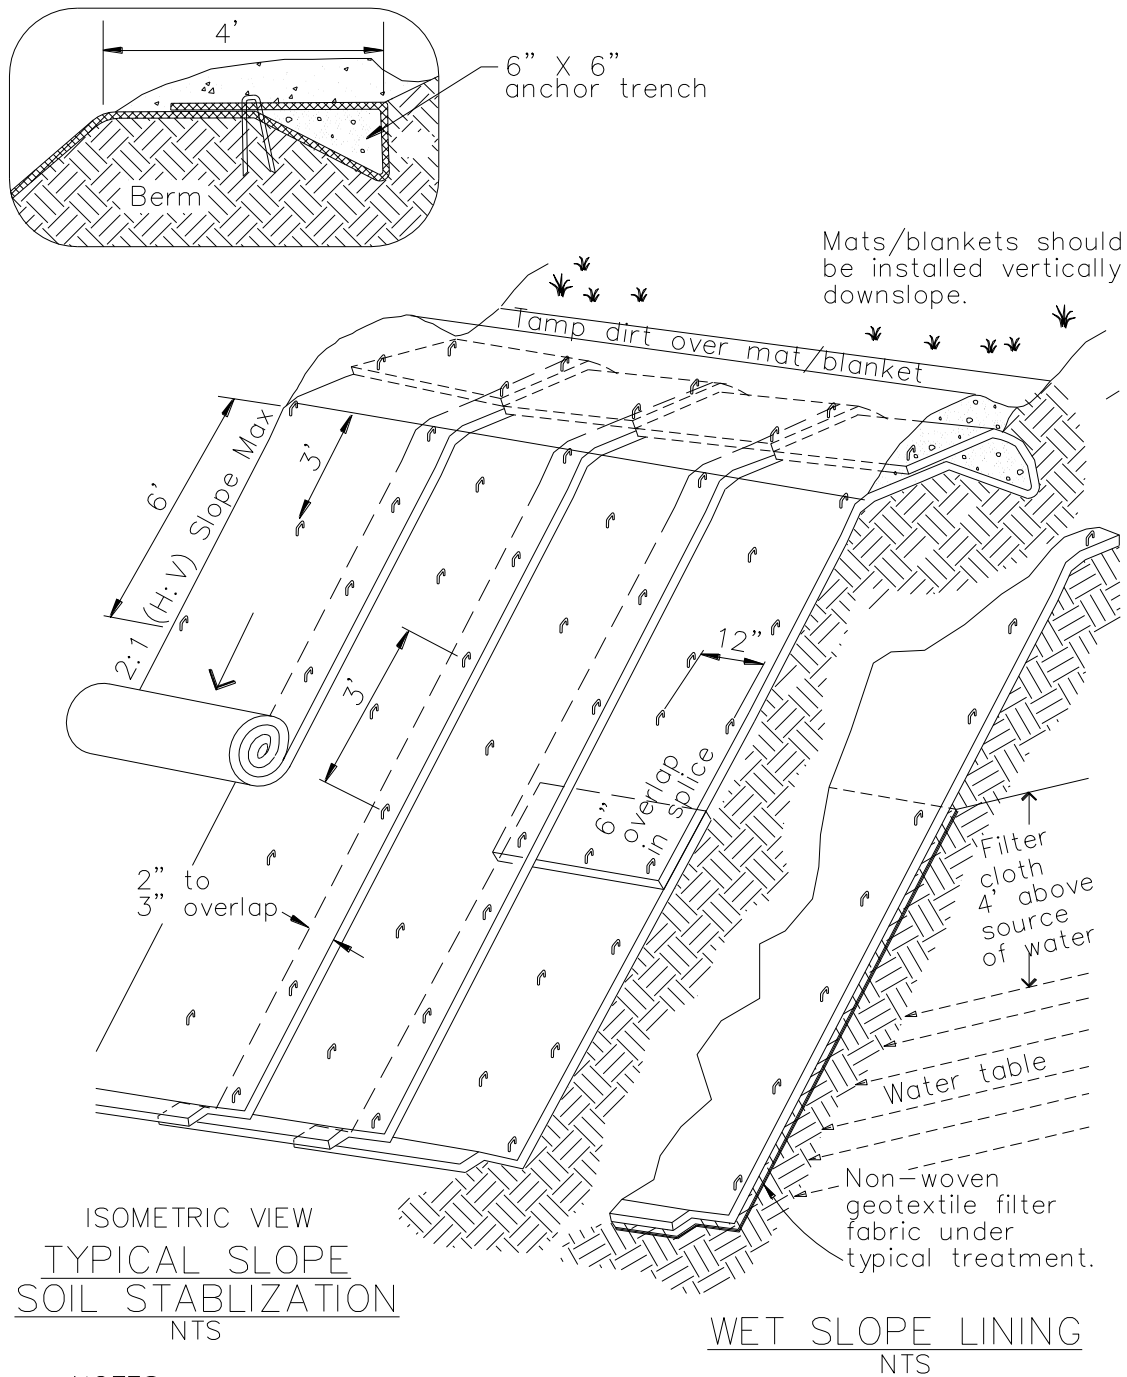 4'
6" X 6"
anchor trench
Berm
Mats/blankets should
be installed vertically
downslope.
Tamp dirt over mat/blanket
6'
3'
2:1 (H:V) Slope Max
12"
3'
6"
overlap
in splice
2" to
3" overlap
Filter
cloth
4' above
source
of water
Water table
Non-woven
geotextile filter
fabric under
typical treatment.
ISOMETRIC VIEW
TYPICAL SLOPE
SOIL STABLIZATION
NTS
WET SLOPE LINING
NTS